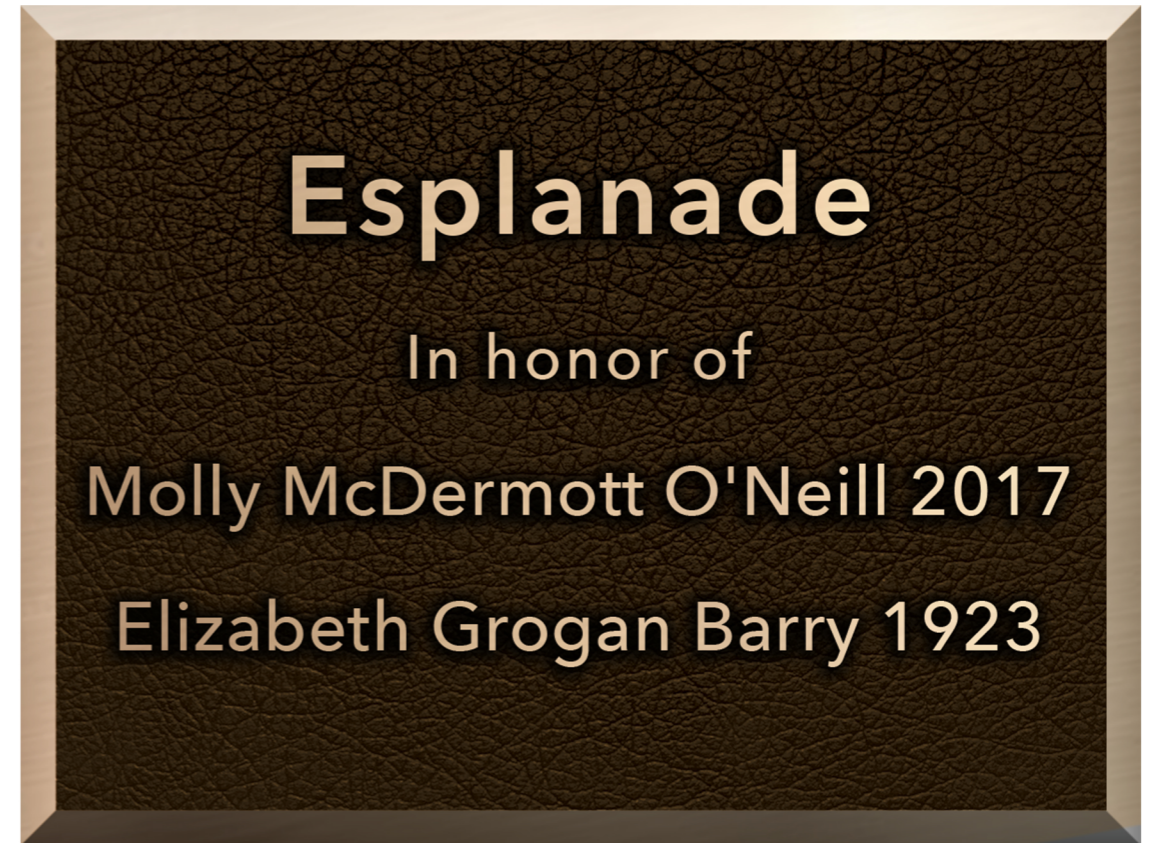 Esplanade
In honor of
Molly McDermott O'Neill 2017
Elizabeth Grogan Barry 1923